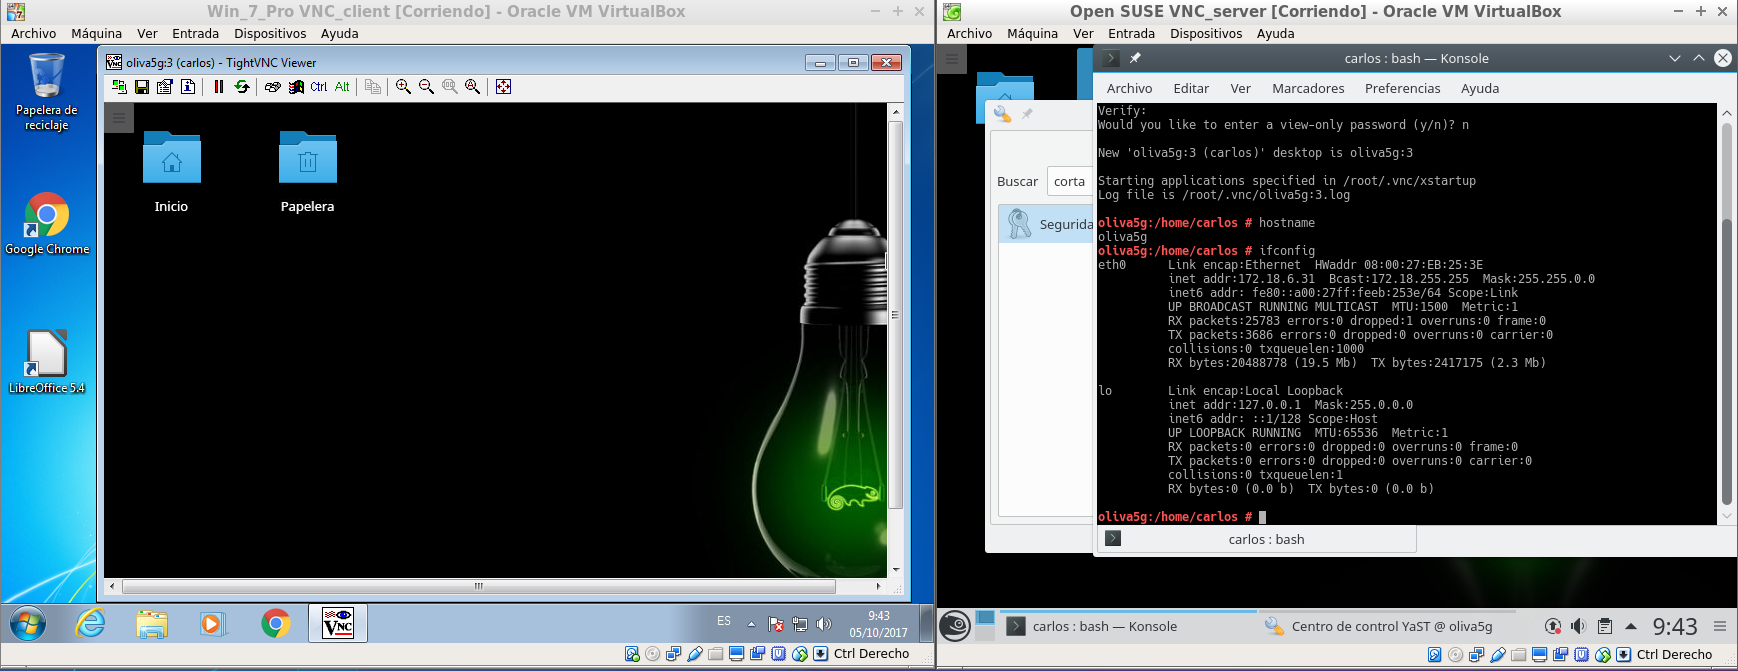 Win_7_Pro VNC_client [Corriendo] - Oracle VM VirtualBox
Archivo Máquina Ver Entrada Dispositivos Ayuda
Papelera de
reciclaje
Google Chrome
LibreOffice 5.4
oliva5g:3 (carlos) - TightVNC Viewer
Ctrl Alt
Inicio
Papelera
ES
9:43
05/10/2017
Ctrl Derecho
Open SUSE VNC_server [Corriendo] - Oracle VM VirtualBox
Archivo Máquina Ver Entrada Dispositivos Ayuda
Buscar corta
Segurida
carlos : bash — Konsole
Archivo Editar Ver Marcadores Preferencias Ayuda
Verify:
Would you like to enter a view-only password (y/n)? n
New 'oliva5g:3 (carlos)' desktop is oliva5g:3
Starting applications specified in /root/.vnc/xstartup
Log file is /root/.vnc/oliva5g:3.log
oliva5g:/home/carlos # hostname
oliva5g
oliva5g:/home/carlos # ifconfig
eth0 Link encap:Ethernet HWaddr 08:00:27:EB:25:3E
inet addr:172.18.6.31 Bcast:172.18.255.255 Mask:255.255.0.0
inet6 addr: fe80::a00:27ff:feeb:253e/64 Scope:Link
UP BROADCAST RUNNING MULTICAST MTU:1500 Metric:1
RX packets:25783 errors:0 dropped:1 overruns:0 frame:0
TX packets:3686 errors:0 dropped:0 overruns:0 carrier:0
collisions:0 txqueuelen:1000
RX bytes:20488778 (19.5 Mb) TX bytes:2417175 (2.3 Mb)
lo Link encap:Local Loopback
inet addr:127.0.0.1 Mask:255.0.0.0
inet6 addr: ::1/128 Scope:Host
UP LOOPBACK RUNNING MTU:65536 Metric:1
RX packets:0 errors:0 dropped:0 overruns:0 frame:0
TX packets:0 errors:0 dropped:0 overruns:0 carrier:0
collisions:0 txqueuelen:1
RX bytes:0 (0.0 b) TX bytes:0 (0.0 b)
oliva5g:/home/carlos #
carlos : bash
carlos : bash — Konsole
Centro de control YaST @ oliva5g
9:43
Ctrl Derecho